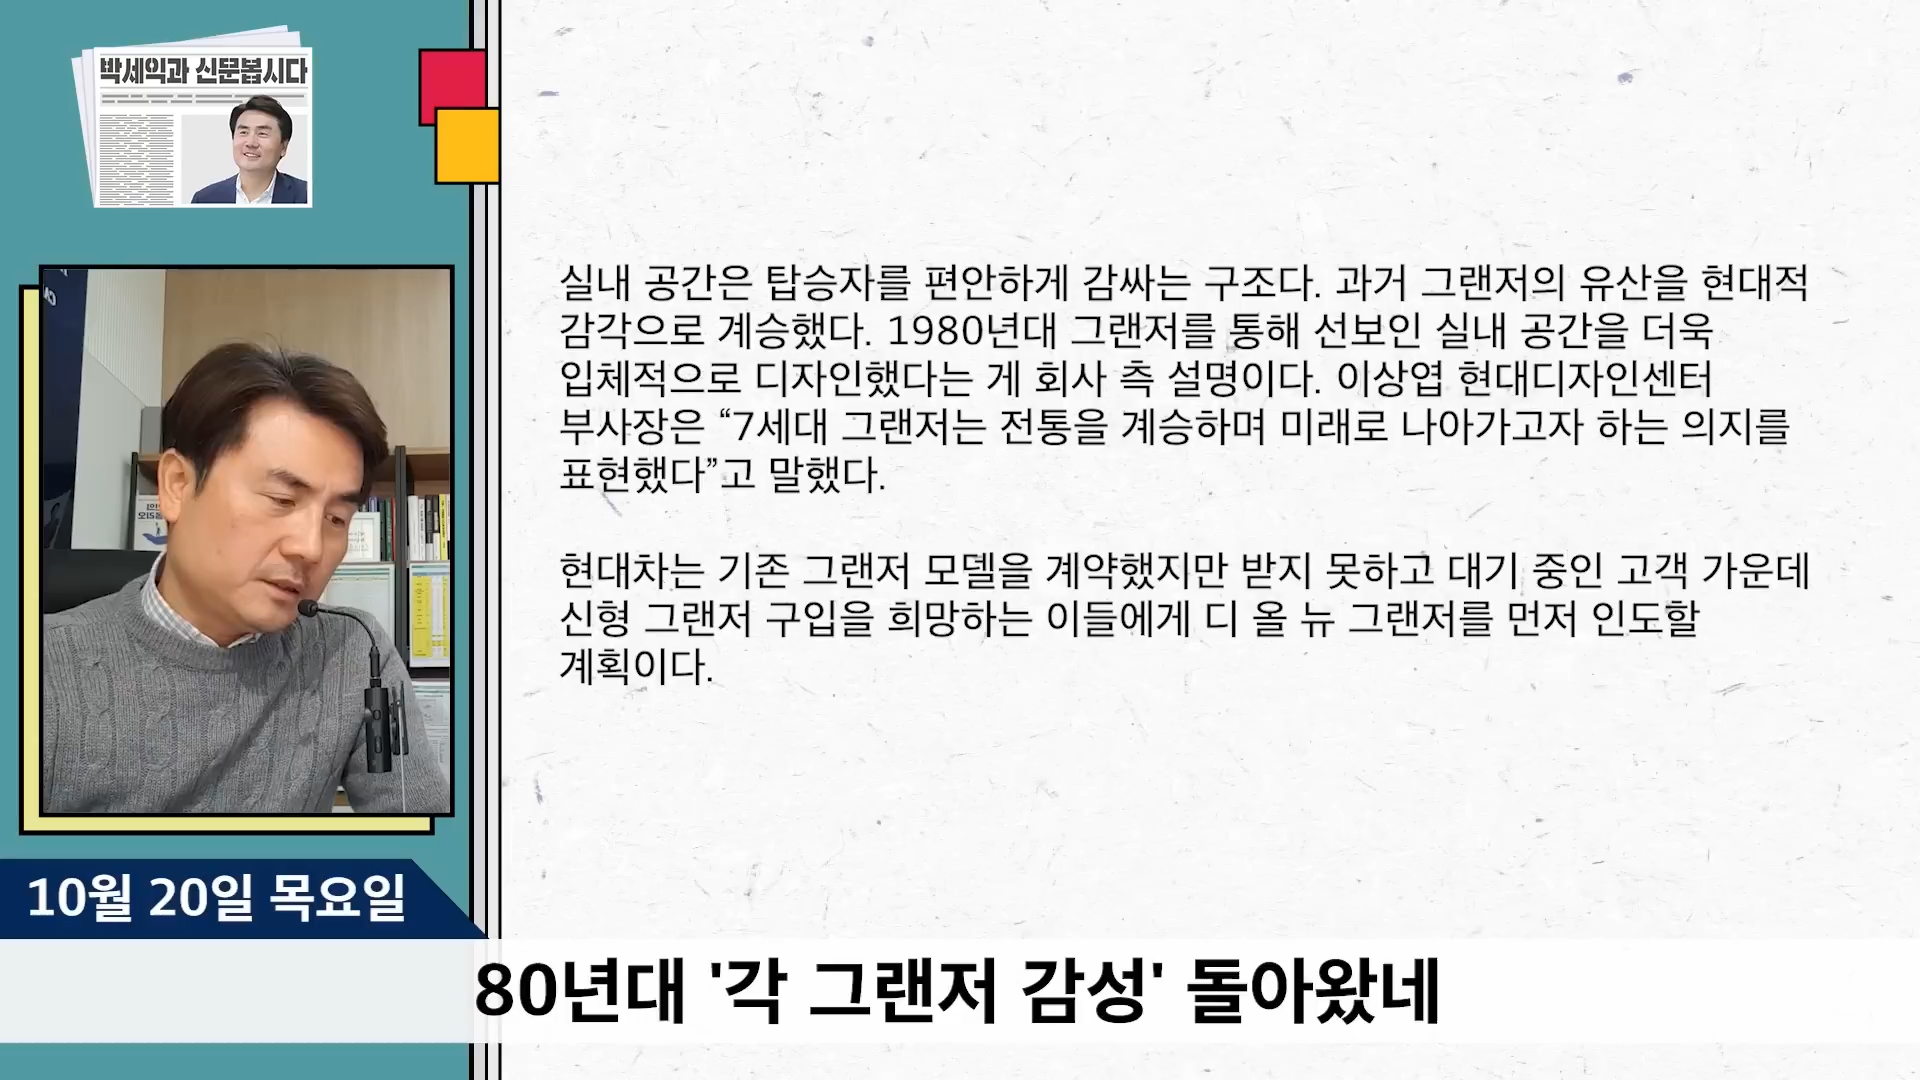 박세익과 신문봅시다
실내 공간은 탑승자를 편안하게 감싸는 구조다. 과거 그랜저의 유산을 현대적
감각으로 계승했다. 1980년대 그랜저를 통해 선보인 실내 공간을 더욱
입체적으로 디자인했다는 게 회사 측 설명이다. 이상엽 현대디자인센터
부사장은 “7세대 그랜저는 전통을 계승하며 미래로 나아가고자 하는 의지를
표현했다”고 말했다.
현대차는 기존 그랜저 모델을 계약했지만 받지 못하고 대기 중인 고객 가운데
신형 그랜저 구입을 희망하는 이들에게 디 올 뉴 그랜저를 먼저 인도할
계획이다.
10월 20일 목요일
80년대 '각 그랜저 감성' 돌아왔네